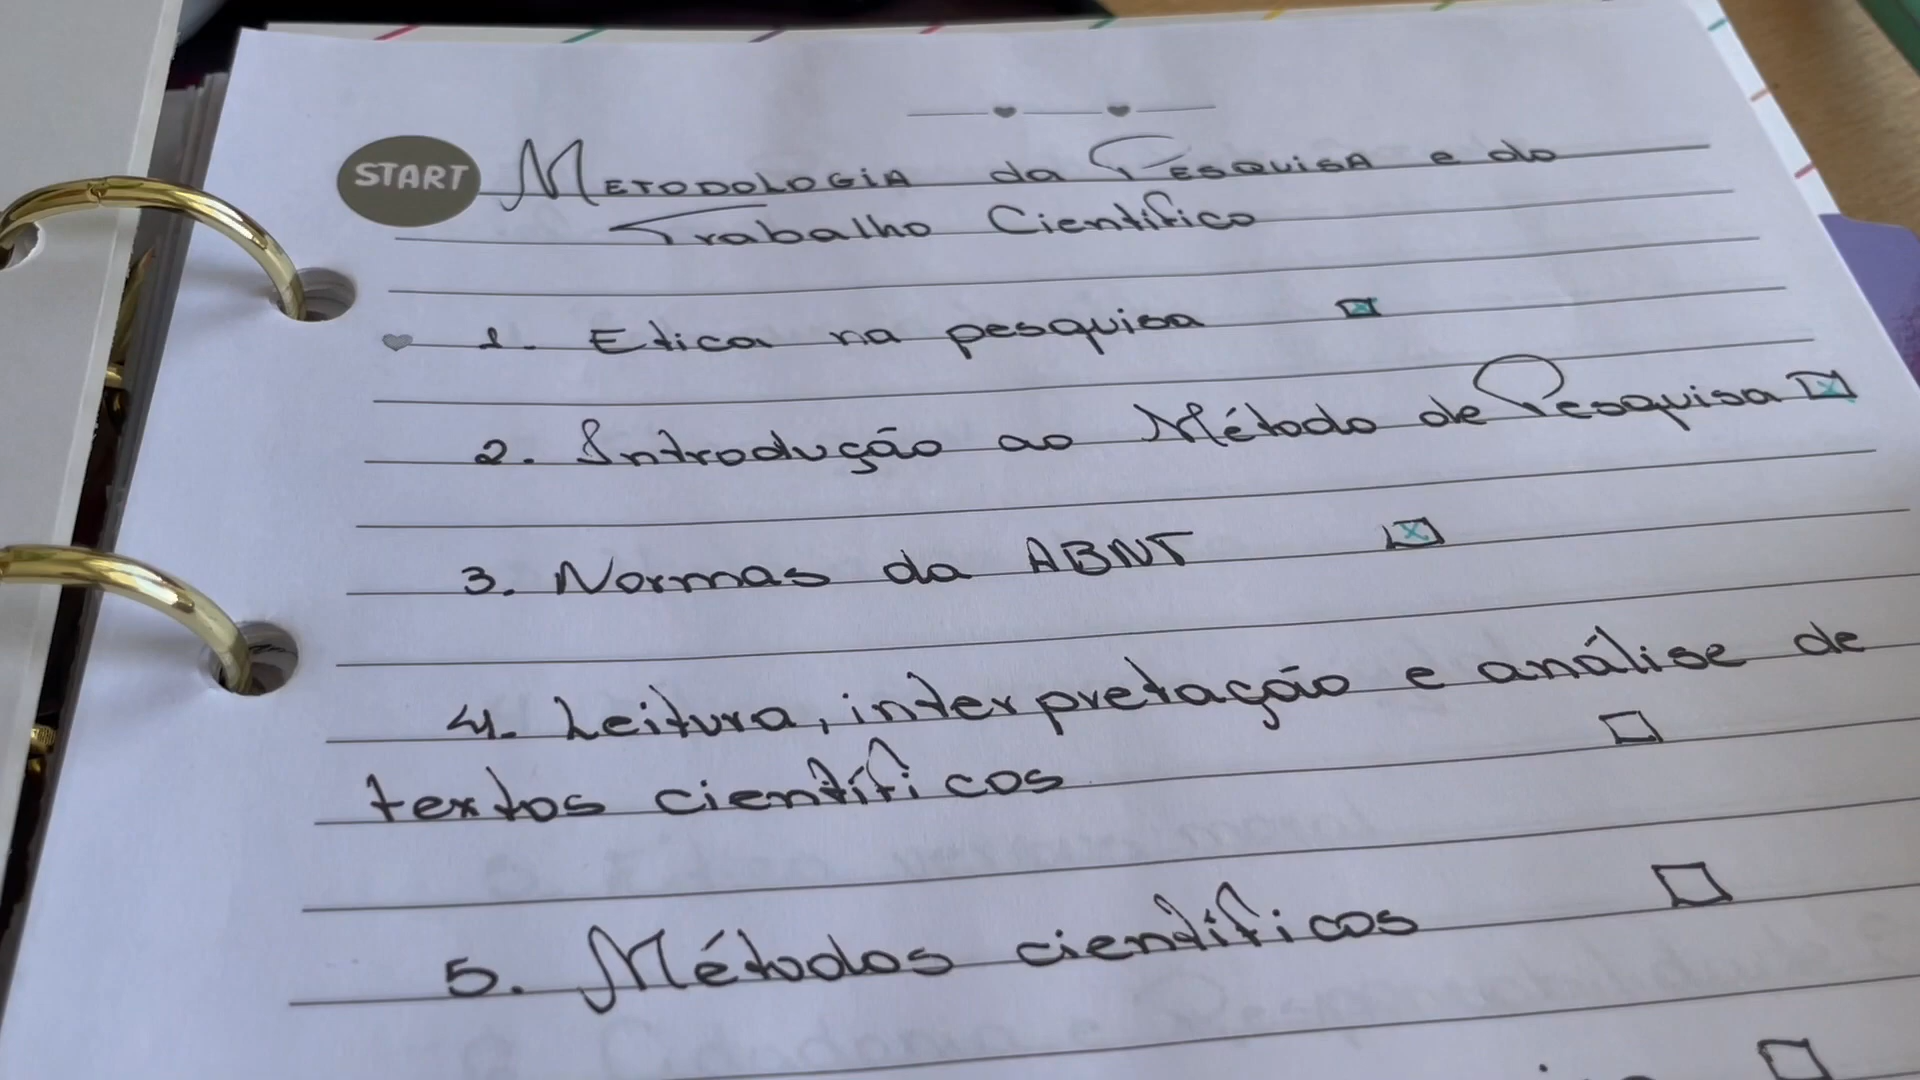 START Metodologia da Pesquisa e do
Trabalho Científico
1. Etica na pesquisa
2. Introdução ao Método de Pesquisa
3. Normas da ABNT
4. Leitura, interpretação e análise de
textos científicos
5. Métodos científicos